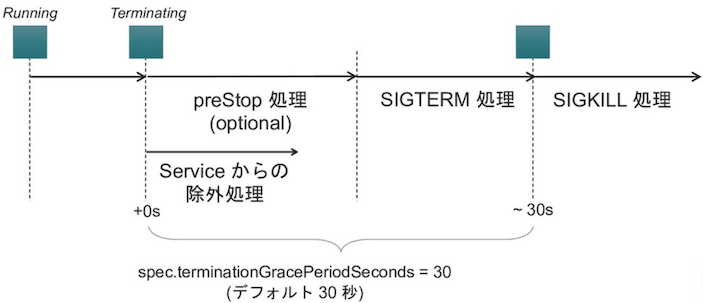 Running
Terminating
preStop 処理
(optional)
SIGTERM 処理
SIGKILL 処理
Service からの
除外処理
+0s
~ 30s
spec.terminationGracePeriodSeconds = 30
(デフォルト 30 秒)